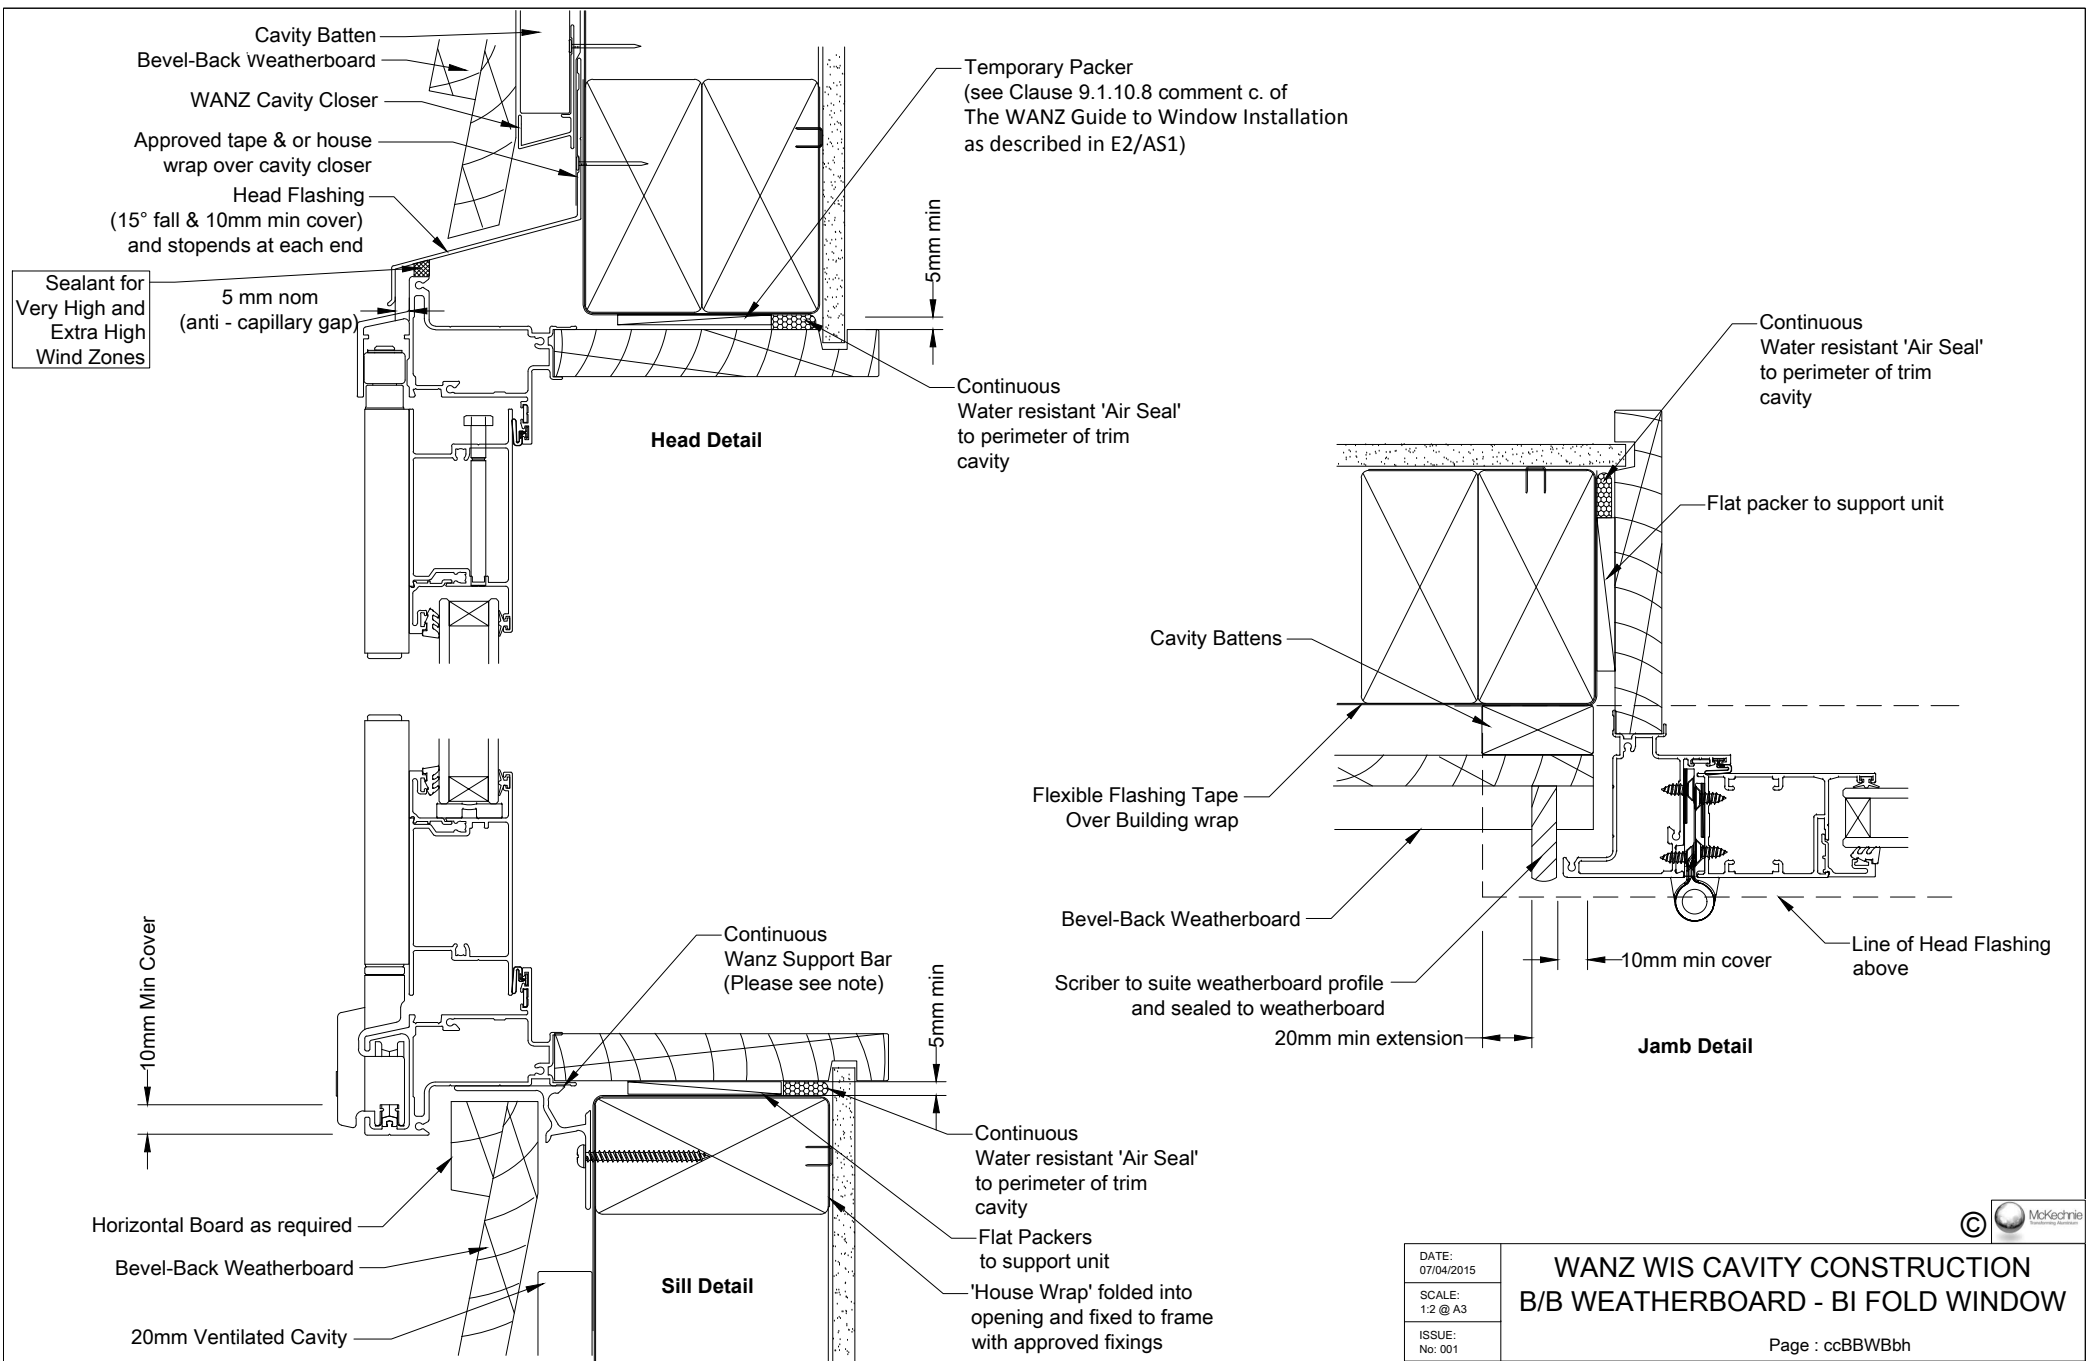 Cavity Batten
Bevel-Back Weatherboard
WANZ Cavity Closer
Approved tape & or house
wrap over cavity closer
Head Flashing
(15° fall & 10mm min cover)
and stopends at each end
Sealant for
Very High and
Extra High
Wind Zones
5 mm nom
(anti - capillary gap)
Temporary Packer
(see Clause 9.1.10.8 comment c. of
The WANZ Guide to Window Installation
as described in E2/AS1)
5mm min
Continuous
Water resistant 'Air Seal'
to perimeter of trim
cavity
Head Detail
Continuous
Water resistant 'Air Seal'
to perimeter of trim
cavity
Flat packer to support unit
Cavity Battens
Flexible Flashing Tape
Over Building wrap
Bevel-Back Weatherboard
Scriber to suite weatherboard profile
and sealed to weatherboard
20mm min extension
10mm min cover
Line of Head Flashing
above
Jamb Detail
10mm Min Cover
Continuous
Wanz Support Bar
(Please see note)
5mm min
Continuous
Water resistant 'Air Seal'
to perimeter of trim
cavity
Flat Packers
to support unit
'House Wrap' folded into
opening and fixed to frame
with approved fixings
Horizontal Board as required
Bevel-Back Weatherboard
20mm Ventilated Cavity
Sill Detail
© McKechnie
DATE:
07/04/2015
SCALE:
1:2 @ A3
ISSUE:
No: 001
WANZ WIS CAVITY CONSTRUCTION
B/B WEATHERBOARD - BI FOLD WINDOW
Page : ccBBWBbh